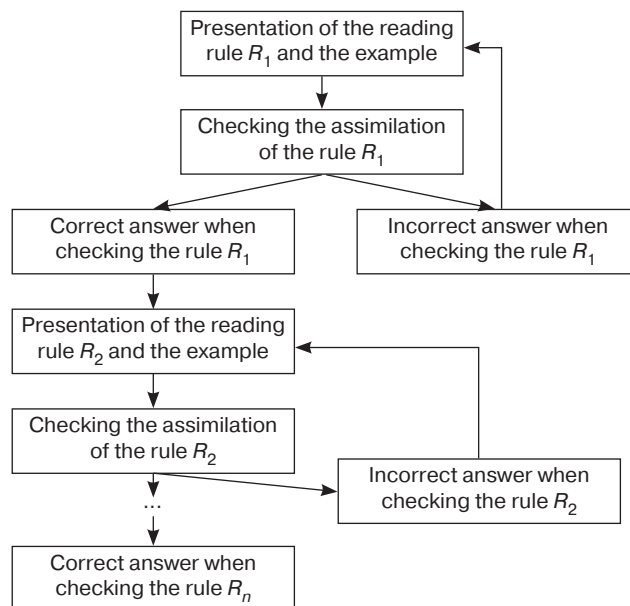 Presentation of the reading
rule R₁ and the example
Checking the assimilation
of the rule R₁
Correct answer when
checking the rule R₁
Incorrect answer when
checking the rule R₁
Presentation of the reading
rule R₂ and the example
Checking the assimilation
of the rule R₂
Incorrect answer when
checking the rule R₂
...
Correct answer when
checking the rule Rₙ